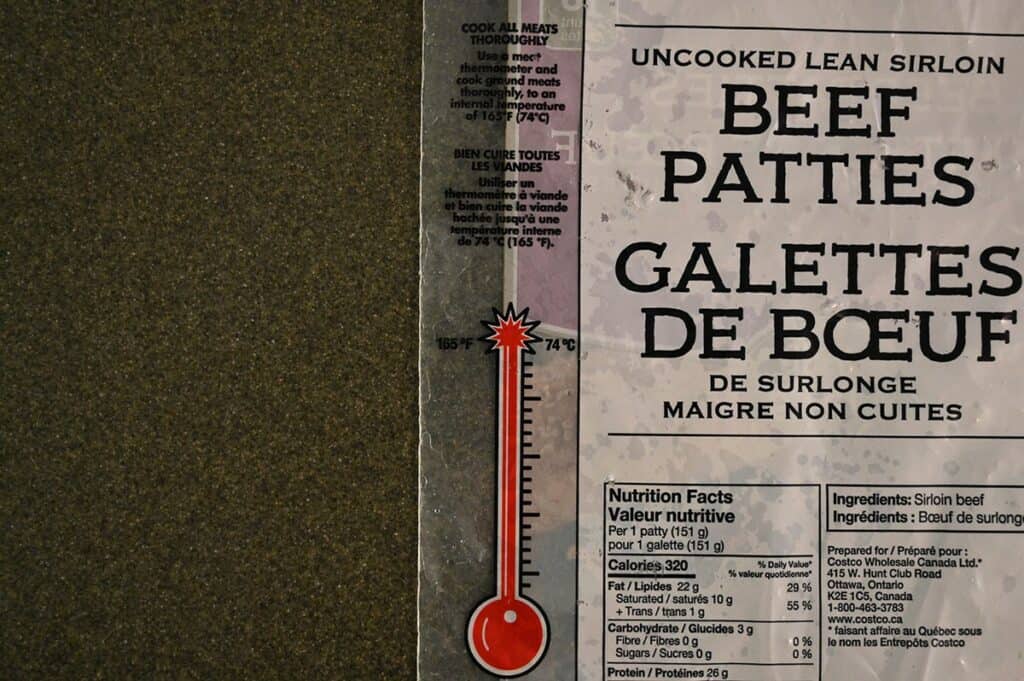 COOK ALL MEATS
THOROUGHLY
Use a meat
thermometer and
cook ground meats
thoroughly, to an
internal temperature
of 165°F (74°C)
BIEN CUIRE TOUTES
LES VIANDES
Utiliser un
thermomètre à viande
et bien cuire la viande
hachée jusqu'à une
température interne
de 74 °C (165 °F).
165 °F 74 °C
UNCOOKED LEAN SIRLOIN
BEEF
PATTIES
GALETTES
DE BŒUF
DE SURLONGE
MAIGRE NON CUITES
Nutrition Facts
Valeur nutritive
Per 1 patty (151 g)
pour 1 galette (151 g)
Calories 320 % Daily Value*
% valeur quotidienne*
Fat / Lipides 22 g 29 %
Saturated / saturés 10 g
+ Trans / trans 1 g 55 %
Carbohydrate / Glucides 3 g
Fibre / Fibres 0 g 0 %
Sugars / Sucres 0 g 0 %
Protein / Protéines 26 g
Ingredients: Sirloin beef
Ingrédients : Bœuf de surlonge
Prepared for / Préparé pour :
Costco Wholesale Canada Ltd.*
415 W. Hunt Club Road
Ottawa, Ontario
K2E 1C5, Canada
1-800-463-3783
www.costco.ca
* faisant affaire au Québec sous
le nom les Entrepôts Costco